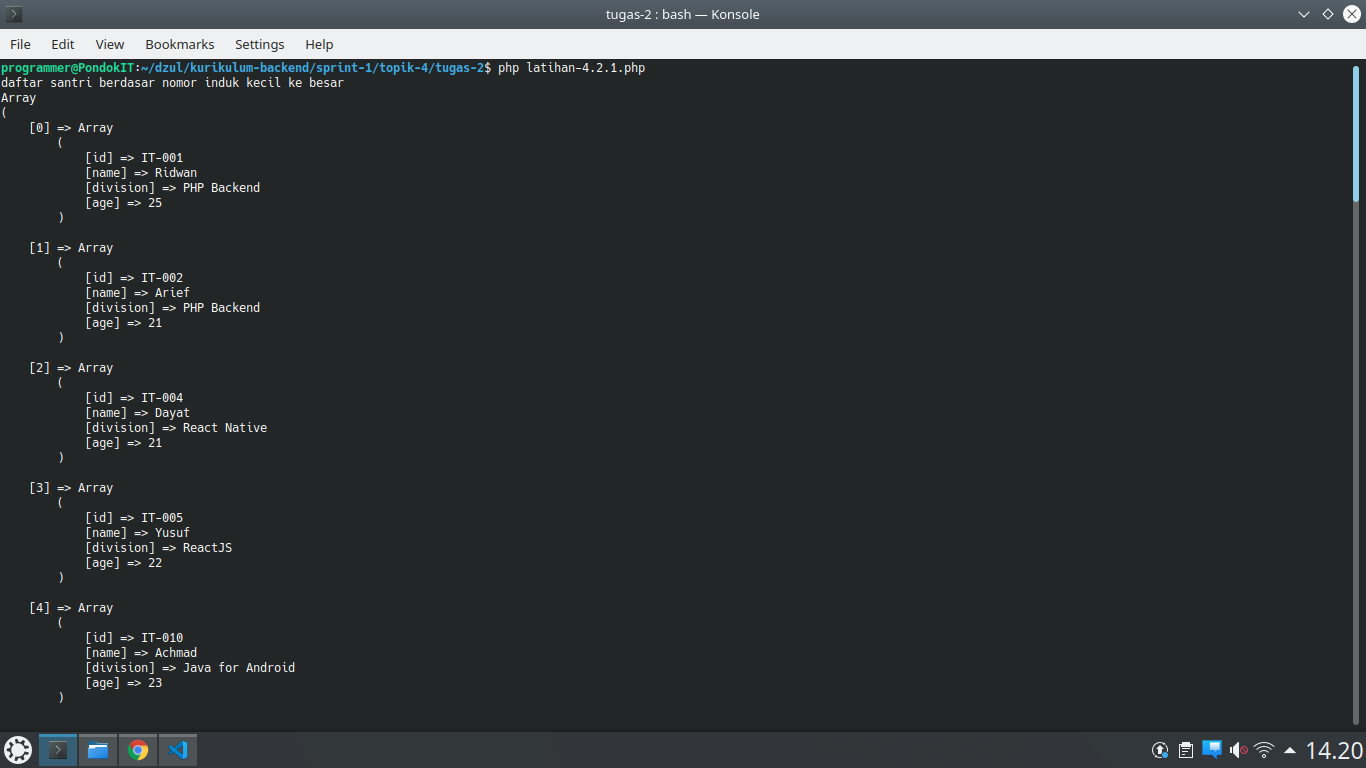 tugas-2 : bash — Konsole
File Edit View Bookmarks Settings Help
programmer@PondokIT:~/dzul/kurikulum-backend/sprint-1/topik-4/tugas-2$ php latihan-4.2.1.php
daftar santri berdasar nomor induk kecil ke besar
Array
(
    [0] => Array
        (
            [id] => IT-001
            [name] => Ridwan
            [division] => PHP Backend
            [age] => 25
        )

    [1] => Array
        (
            [id] => IT-002
            [name] => Arief
            [division] => PHP Backend
            [age] => 21
        )

    [2] => Array
        (
            [id] => IT-004
            [name] => Dayat
            [division] => React Native
            [age] => 21
        )

    [3] => Array
        (
            [id] => IT-005
            [name] => Yusuf
            [division] => ReactJS
            [age] => 22
        )

    [4] => Array
        (
            [id] => IT-010
            [name] => Achmad
            [division] => Java for Android
            [age] => 23
        )
14.20